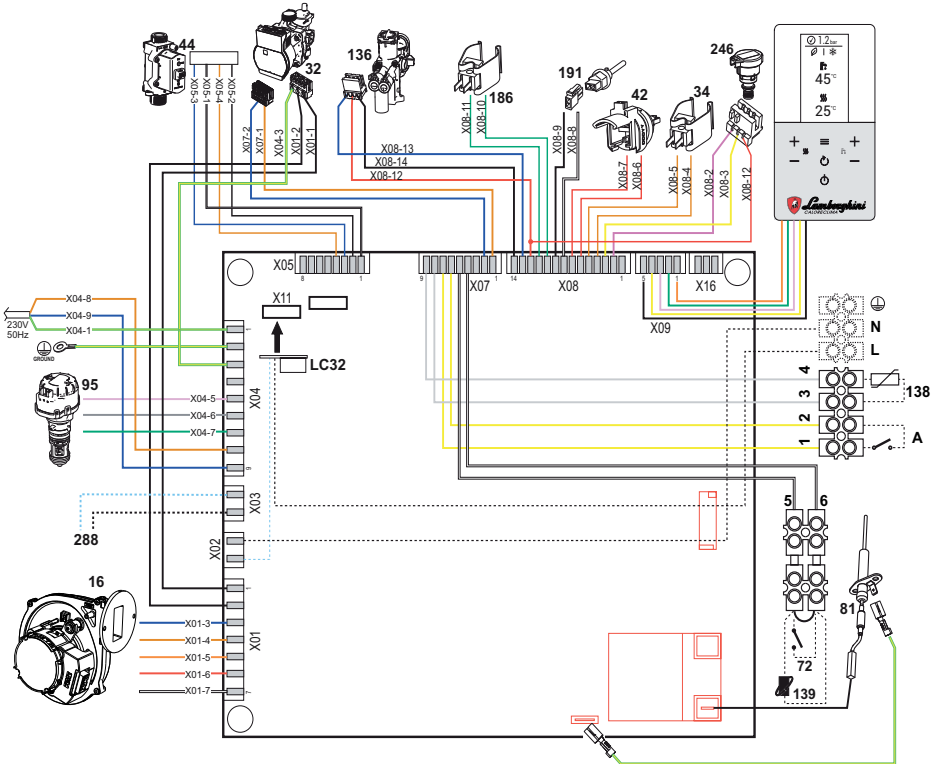 44
32
136
186
191
42
34
246
1.2 bar
45°C
25°C
Lamborghini
CALORECLIMA
X05-3
X05-1
X05-4
X05-2
X07-2
X07-1
X04-3
X01-2
X01-1
X08-13
X08-14
X08-12
X08-11
X08-10
X08-9
X08-8
X08-7
X08-6
X08-5
X08-4
X08-2
X08-3
X08-12
X05
8
1
9
X07
1
14
X08
1
5
1
X09
X16
X11
LC32
230V
50Hz
X04-8
X04-9
X04-1
GROUND
95
X04-5
X04-6
X04-7
1
X04
9
X03
288
X02
1
X01
7
16
X01-3
X01-4
X01-5
X01-6
X01-7
N
L
4
3
138
2
1
A
5
6
72
139
81